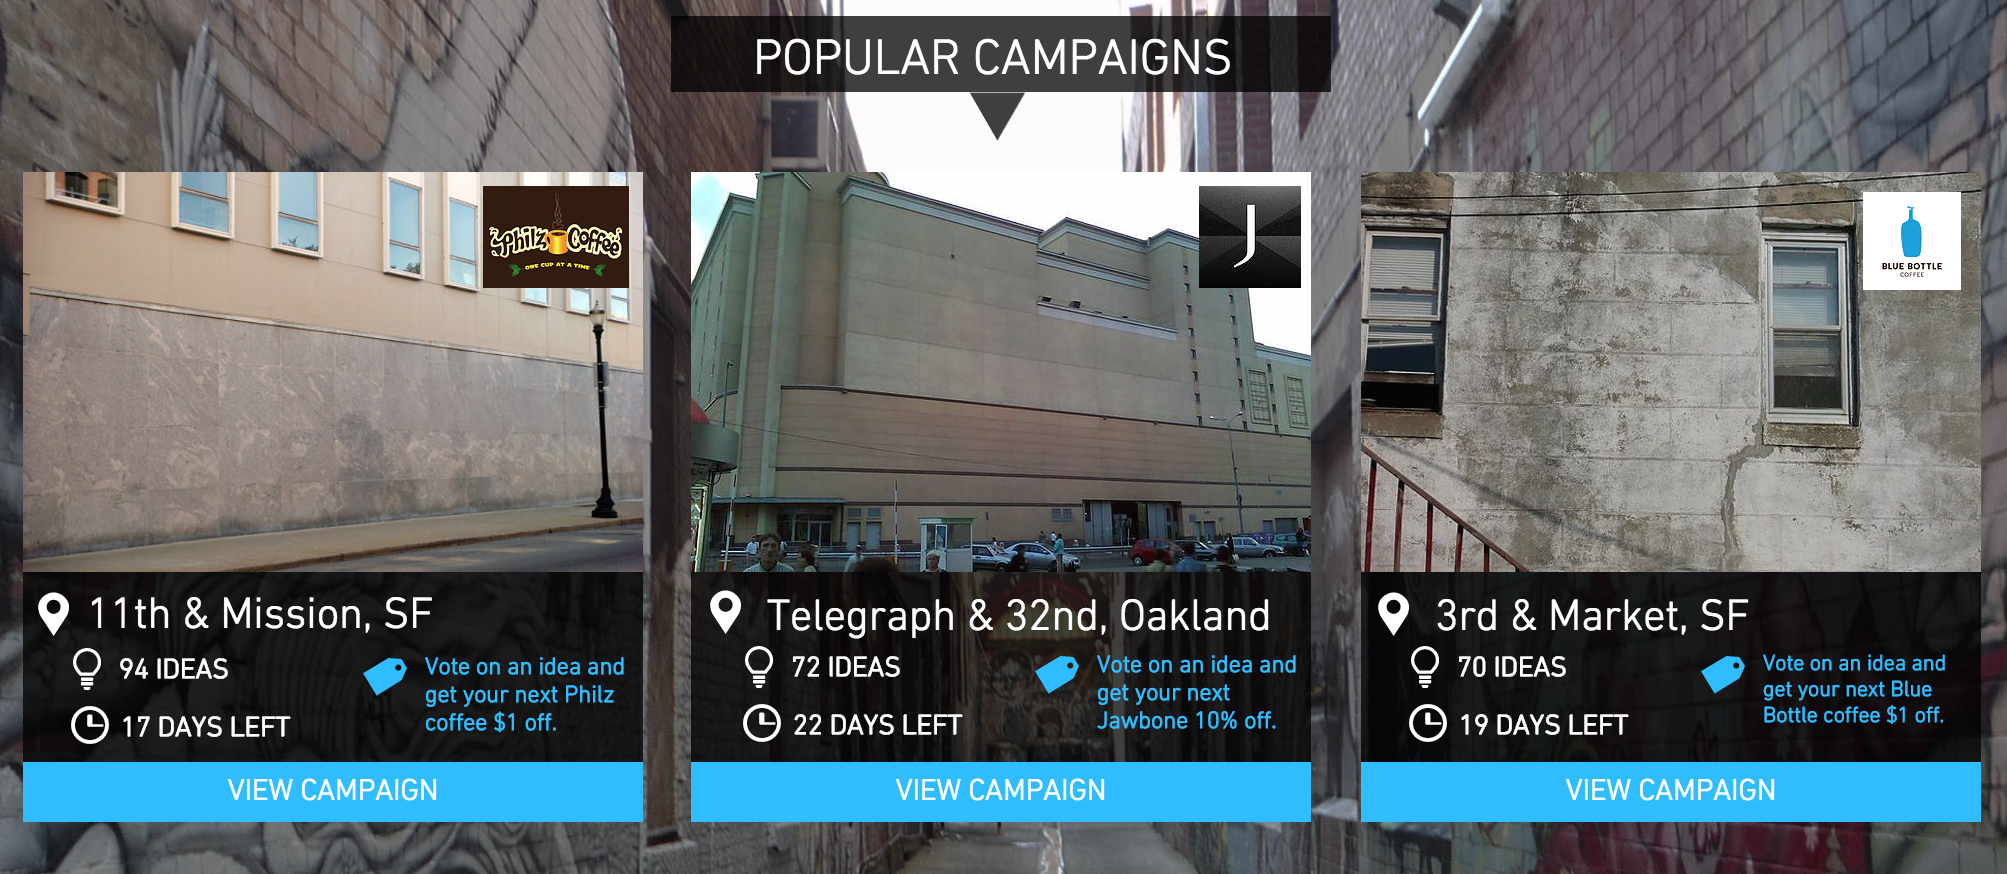 POPULAR CAMPAIGNS
Philz Coffee
ONE CUP AT A TIME
11th & Mission, SF
94 IDEAS
17 DAYS LEFT
Vote on an idea and
get your next Philz
coffee $1 off.
VIEW CAMPAIGN
J
Telegraph & 32nd, Oakland
72 IDEAS
22 DAYS LEFT
Vote on an idea and
get your next
Jawbone 10% off.
VIEW CAMPAIGN
BLUE BOTTLE
COFFEE
3rd & Market, SF
70 IDEAS
19 DAYS LEFT
Vote on an idea and
get your next Blue
Bottle coffee $1 off.
VIEW CAMPAIGN